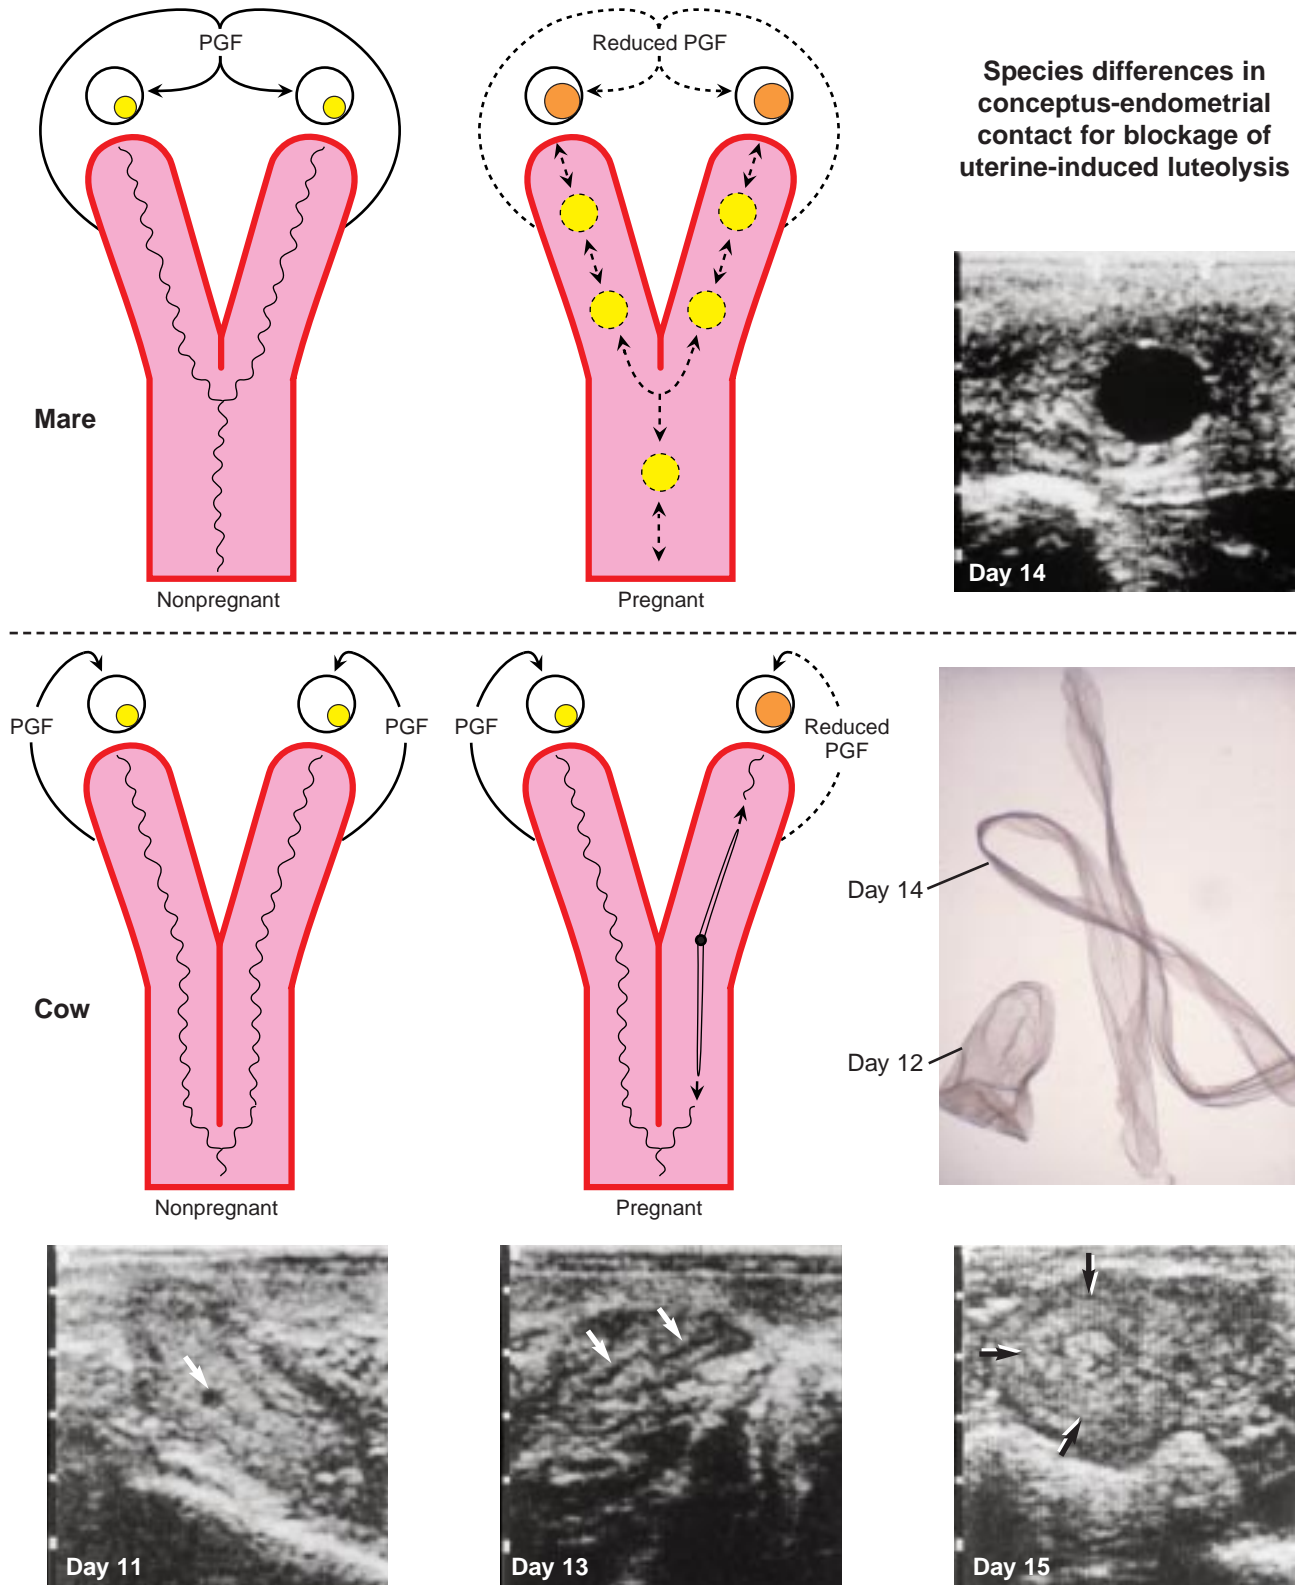 PGF
Reduced PGF
Species differences in
conceptus-endometrial
contact for blockage of
uterine-induced luteolysis
Mare
Nonpregnant
Pregnant
Day 14
PGF
PGF
PGF
Reduced
PGF
Day 14
Cow
Day 12
Nonpregnant
Pregnant
Day 11
Day 13
Day 15